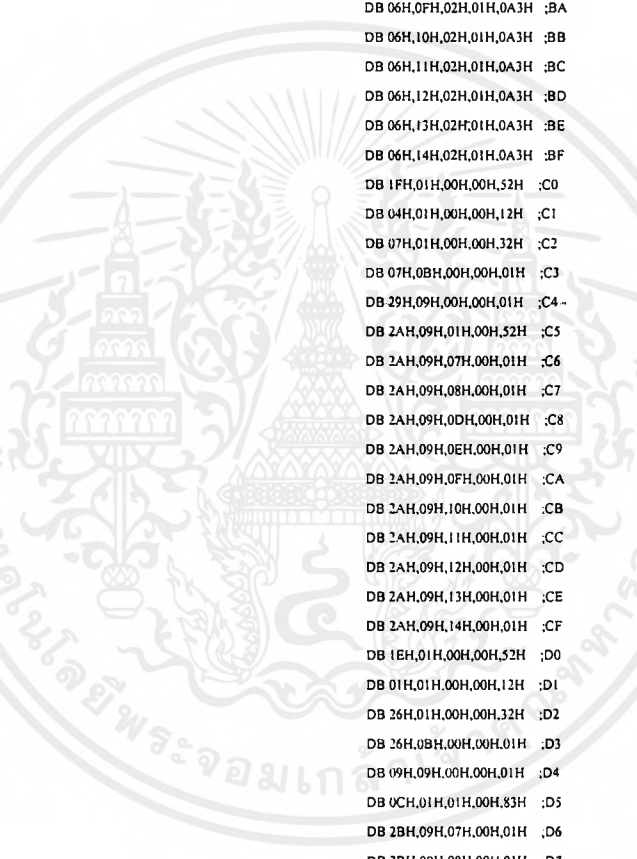 DB 06H,0FH,02H,01H,0A3H ;BA
DB 06H,10H,02H,01H,0A3H ;BB
DB 06H,11H,02H,01H,0A3H ;BC
DB 06H,12H,02H,01H,0A3H ;BD
DB 06H,13H,02H,01H,0A3H ;BE
DB 06H,14H,02H,01H,0A3H ;BF
DB 1FH,01H,00H,00H,52H ;C0
DB 04H,01H,00H,00H,12H ;C1
DB 07H,01H,00H,00H,32H ;C2
DB 07H,0BH,00H,00H,01H ;C3
DB 29H,09H,00H,00H,01H ;C4
DB 2AH,09H,01H,00H,52H ;C5
DB 2AH,09H,07H,00H,01H ;C6
DB 2AH,09H,08H,00H,01H ;C7
DB 2AH,09H,0DH,00H,01H ;C8
DB 2AH,09H,0EH,00H,01H ;C9
DB 2AH,09H,0FH,00H,01H ;CA
DB 2AH,09H,10H,00H,01H ;CB
DB 2AH,09H,11H,00H,01H ;CC
DB 2AH,09H,12H,00H,01H ;CD
DB 2AH,09H,13H,00H,01H ;CE
DB 2AH,09H,14H,00H,01H ;CF
DB 1EH,01H,00H,00H,52H ;D0
DB 01H,01H,00H,00H,12H ;D1
DB 26H,01H,00H,00H,32H ;D2
DB 26H,0BH,00H,00H,01H ;D3
DB 09H,09H,00H,00H,01H ;D4
DB 0CH,01H,01H,00H,83H ;D5
DB 2BH,09H,07H,00H,01H ;D6